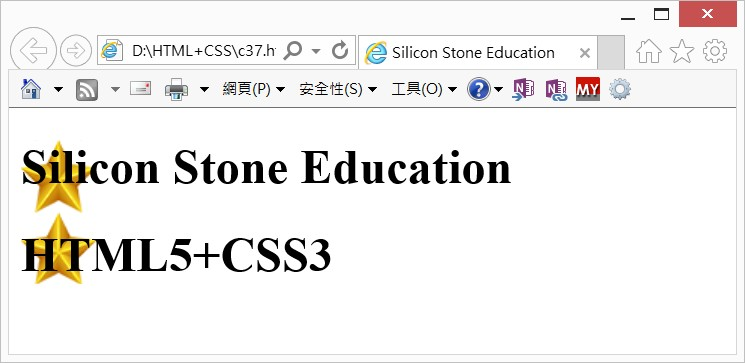 D:\HTML+CSS\c37.h
Silicon Stone Education
網頁(P) 安全性(S) 工具(O) MY
Silicon Stone Education
HTML5+CSS3